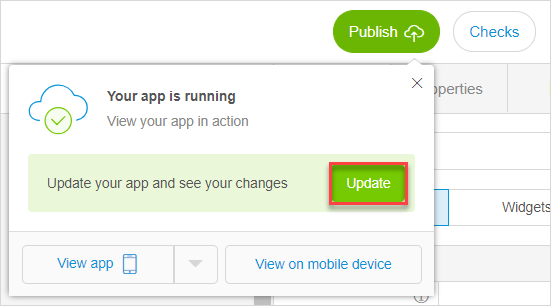 Publish
Checks
Your app is running
View your app in action
operties
Update your app and see your changes
Update
Widgets
View app
View on mobile device